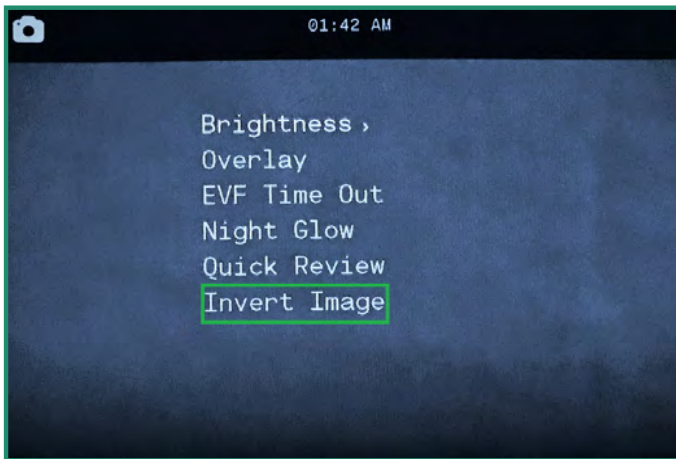 01:42 AM
Brightness ›
Overlay
EVF Time Out
Night Glow
Quick Review
Invert Image